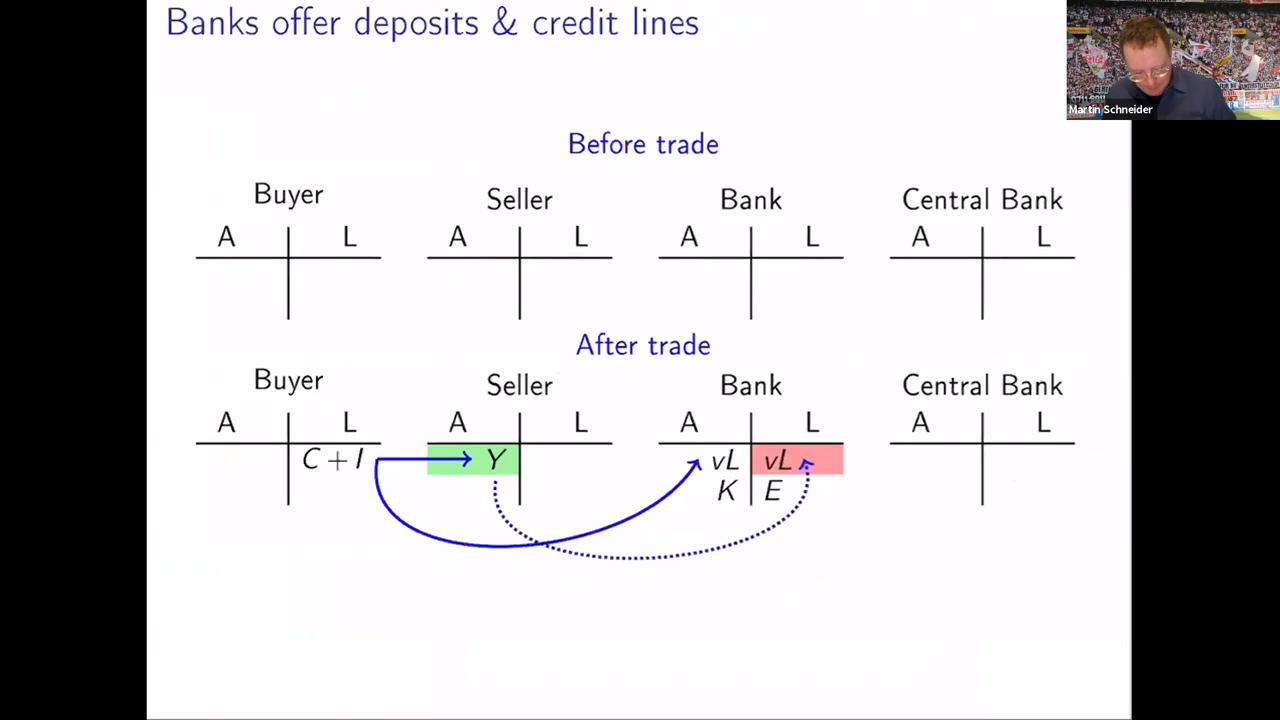 Banks offer deposits & credit lines
Martin Schneider
Before trade
Buyer Seller Bank Central Bank
A L A L A L A L
After trade
Buyer Seller Bank Central Bank
A L A L A L A L
C + I Y vL vL
K E